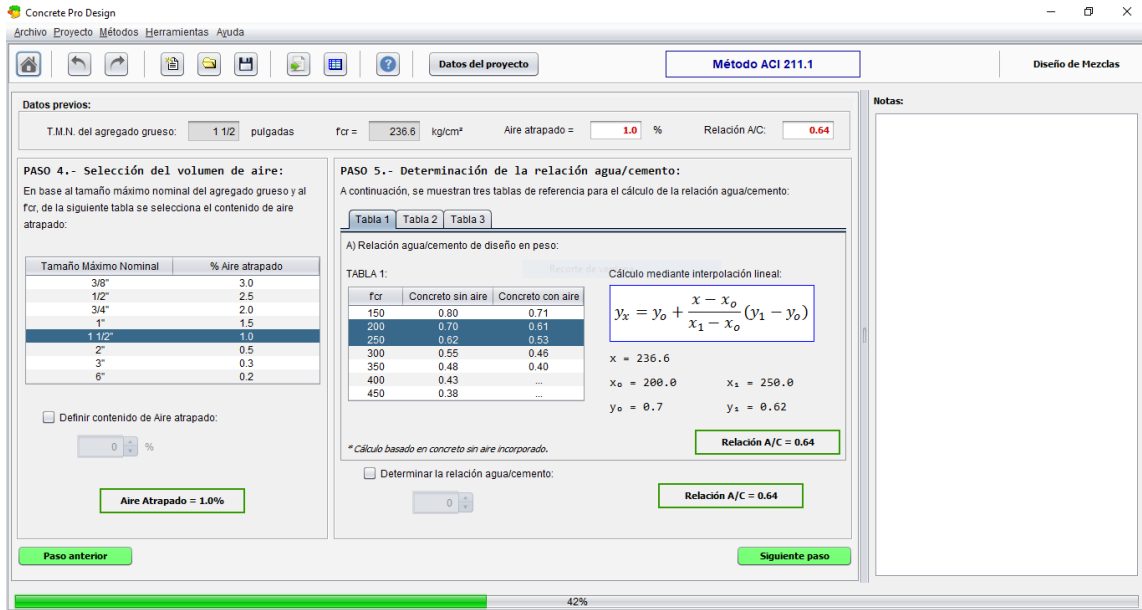 Concrete Pro Design
Archivo Proyecto Métodos Herramientas Ayuda
Datos del proyecto
Método ACI 211.1
Diseño de Mezclas
Datos previos:
T.M.N. del agregado grueso: 1 1/2 pulgadas f'cr = 236.6 kg/cm² Aire atrapado = 1.0 % Relación A/C: 0.64
Notas:
PASO 4.- Selección del volumen de aire:
En base al tamaño máximo nominal del agregado grueso y al
f'cr, de la siguiente tabla se selecciona el contenido de aire
atrapado:
Tamaño Máximo Nominal % Aire atrapado
3/8" 3.0
1/2" 2.5
3/4" 2.0
1" 1.5
1 1/2" 1.0
2" 0.5
3" 0.3
6" 0.2
Definir contenido de Aire atrapado:
0 %
Aire Atrapado = 1.0%
PASO 5.- Determinación de la relación agua/cemento:
A continuación, se muestran tres tablas de referencia para el cálculo de la relación agua/cemento:
Tabla 1 Tabla 2 Tabla 3
A) Relación agua/cemento de diseño en peso:
TABLA 1:
f'cr Concreto sin aire Concreto con aire
150 0.80 0.71
200 0.70 0.61
250 0.62 0.53
300 0.55 0.46
350 0.48 0.40
400 0.43 ...
450 0.38 ...
* Cálculo basado en concreto sin aire incorporado.
Cálculo mediante interpolación lineal:
yₓ = yₒ + (x − xₒ)/(x₁ − xₒ) (y₁ − yₒ)
x = 236.6
xₒ = 200.0 x₁ = 250.0
yₒ = 0.7 y₁ = 0.62
Relación A/C = 0.64
Determinar la relación agua/cemento:
0
Relación A/C = 0.64
Paso anterior
Siguiente paso
42%